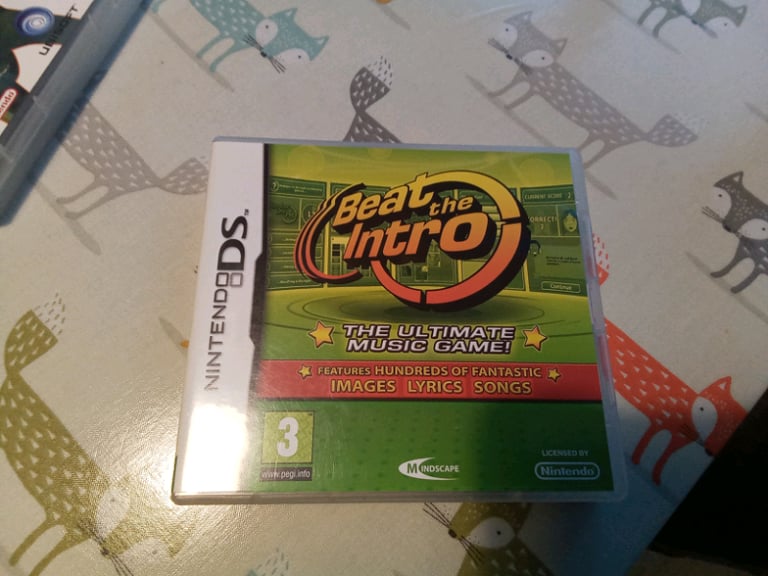 UBISOFT
NINTENDO DS™
Beat the
Intro
CURRENT SCORE
Continue
THE ULTIMATE
MUSIC GAME!
FEATURES HUNDREDS OF FANTASTIC
IMAGES LYRICS SONGS
3
www.pegi.info
MINDSCAPE
LICENSED BY
Nintendo